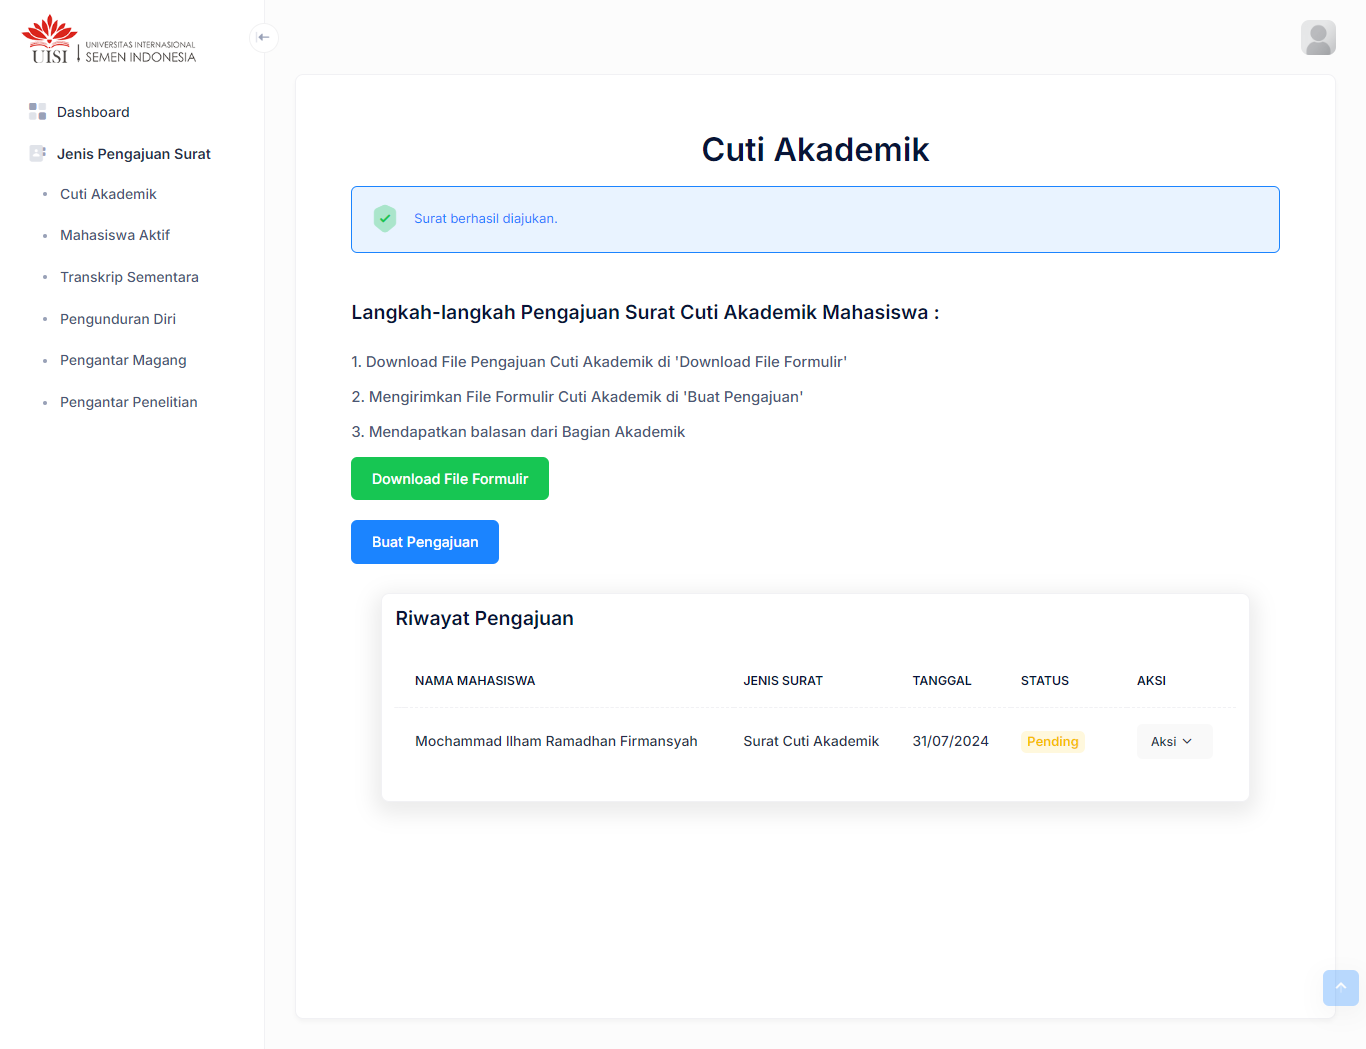 UISI
UNIVERSITAS INTERNASIONAL
SEMEN INDONESIA
Dashboard
Jenis Pengajuan Surat
Cuti Akademik
Mahasiswa Aktif
Transkrip Sementara
Pengunduran Diri
Pengantar Magang
Pengantar Penelitian
Cuti Akademik
Surat berhasil diajukan.
Langkah-langkah Pengajuan Surat Cuti Akademik Mahasiswa :
1. Download File Pengajuan Cuti Akademik di 'Download File Formulir'
2. Mengirimkan File Formulir Cuti Akademik di 'Buat Pengajuan'
3. Mendapatkan balasan dari Bagian Akademik
Download File Formulir
Buat Pengajuan
Riwayat Pengajuan
NAMA MAHASISWA JENIS SURAT TANGGAL STATUS AKSI
Mochammad Ilham Ramadhan Firmansyah Surat Cuti Akademik 31/07/2024 Pending Aksi